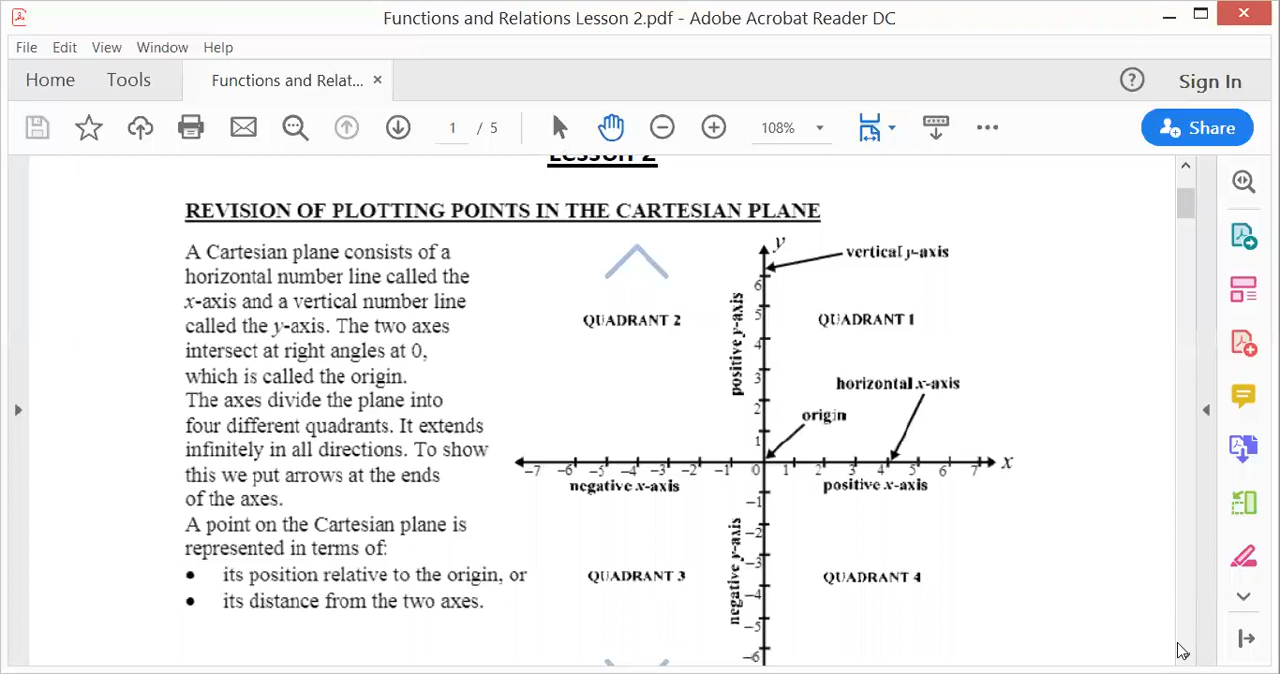 Functions and Relations Lesson 2.pdf - Adobe Acrobat Reader DC
File Edit View Window Help
Home Tools Functions and Relat... × ? Sign In
1 / 5 108% Share
Lesson 2
REVISION OF PLOTTING POINTS IN THE CARTESIAN PLANE
A Cartesian plane consists of a
horizontal number line called the
x-axis and a vertical number line
called the y-axis. The two axes
intersect at right angles at 0,
which is called the origin.
The axes divide the plane into
four different quadrants. It extends
infinitely in all directions. To show
this we put arrows at the ends
of the axes.
A point on the Cartesian plane is
represented in terms of:
• its position relative to the origin, or
• its distance from the two axes.
y
vertical y-axis
QUADRANT 2
QUADRANT 1
positive y-axis
6
5
4
3
2
1
horizontal x-axis
origin
-7 -6 -5 -4 -3 -2 -1 0 1 2 3 4 5 6 7 x
negative x-axis
positive x-axis
negative y-axis
-1
-2
-3
-4
-5
-6
QUADRANT 3
QUADRANT 4